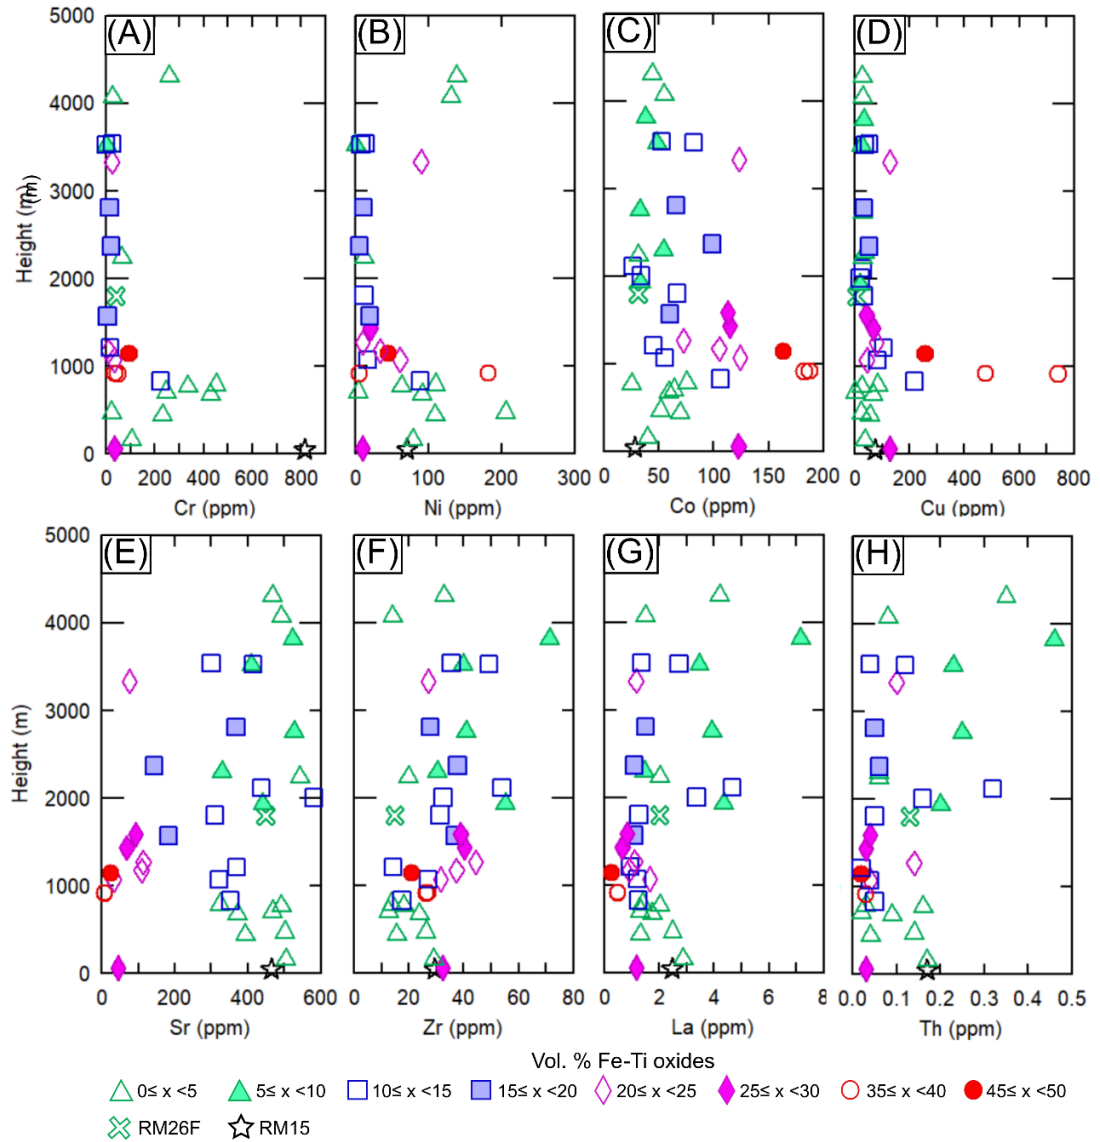 (A) (B) (C) (D)
5000
4000
3000
2000
1000
0
Height (m)
(m)
0 200 400 600 800
0 100 200 300
0 50 100 150 200
0 200 400 600 800
Cr (ppm) Ni (ppm) Co (ppm) Cu (ppm)
(E) (F) (G) (H)
5000
4000
3000
2000
1000
0
Height (m)
0 200 400 600
0 20 40 60 80
0 2 4 6 8
0.0 0.1 0.2 0.3 0.4 0.5
Sr (ppm) Zr (ppm) La (ppm) Th (ppm)
Vol. % Fe-Ti oxides
0≤ x <5 5≤ x <10 10≤ x <15 15≤ x <20 20≤ x <25 25≤ x <30 35≤ x <40 45≤ x <50
RM26F RM15